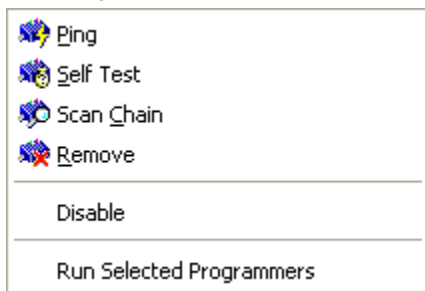 Ping
Self Test
Scan Chain
Remove
Disable
Run Selected Programmers